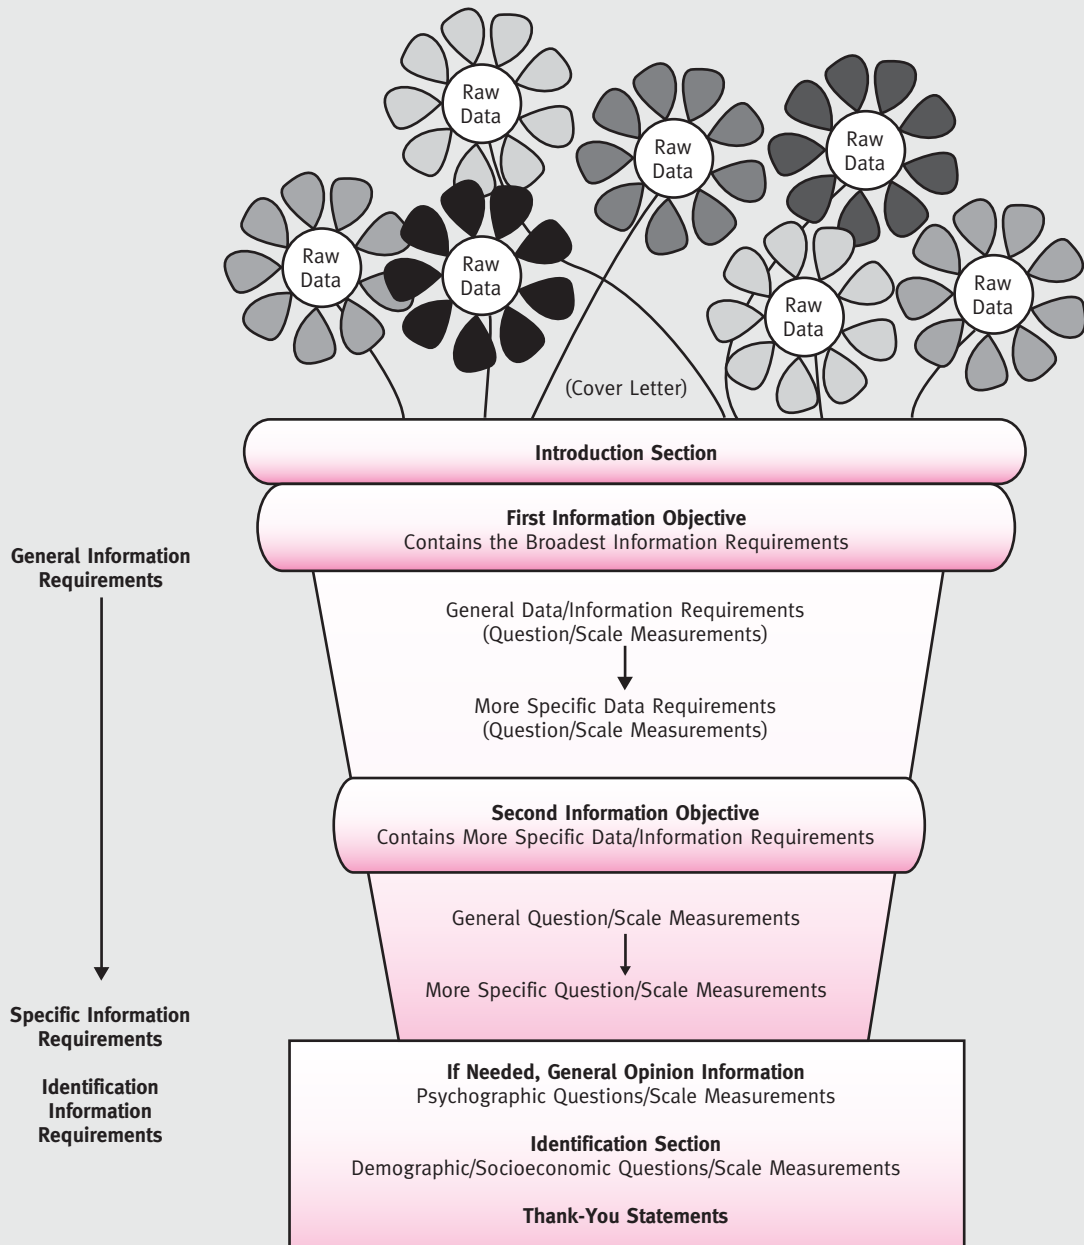 Raw
Data
Raw
Data
Raw
Data
Raw
Data
Raw
Data
Raw
Data
Raw
Data
(Cover Letter)
Introduction Section
First Information Objective
Contains the Broadest Information Requirements
General Information
Requirements
General Data/Information Requirements
(Question/Scale Measurements)
More Specific Data Requirements
(Question/Scale Measurements)
Second Information Objective
Contains More Specific Data/Information Requirements
General Question/Scale Measurements
More Specific Question/Scale Measurements
Specific Information
Requirements
Identification
Information
Requirements
If Needed, General Opinion Information
Psychographic Questions/Scale Measurements
Identification Section
Demographic/Socioeconomic Questions/Scale Measurements
Thank-You Statements